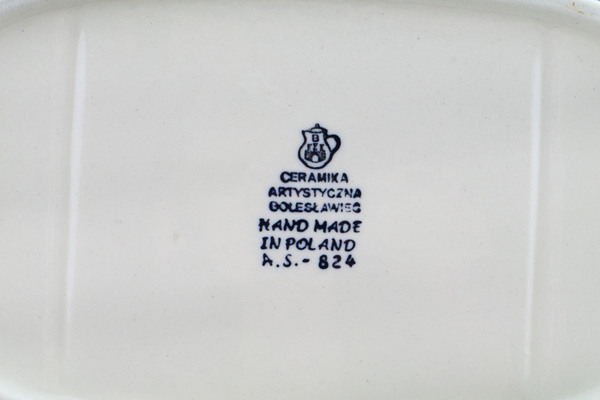 B
CERAMIKA
ARTYSTYCZNA
BOLESŁAWIEC
HAND MADE
IN POLAND
A.S.- 824